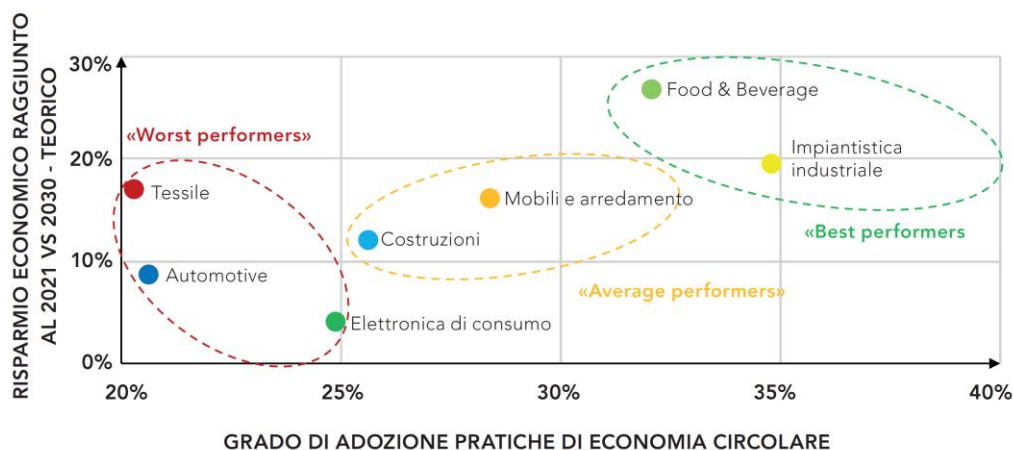 RISPARMIO ECONOMICO RAGGIUNTO
AL 2021 VS 2030 - TEORICO
30%
20%
10%
0%
«Worst performers»
Tessile
Automotive
Elettronica di consumo
Costruzioni
Mobili e arredamento
«Average performers»
Food & Beverage
Impiantistica
industriale
«Best performers
20%
25%
30%
35%
40%
GRADO DI ADOZIONE PRATICHE DI ECONOMIA CIRCOLARE